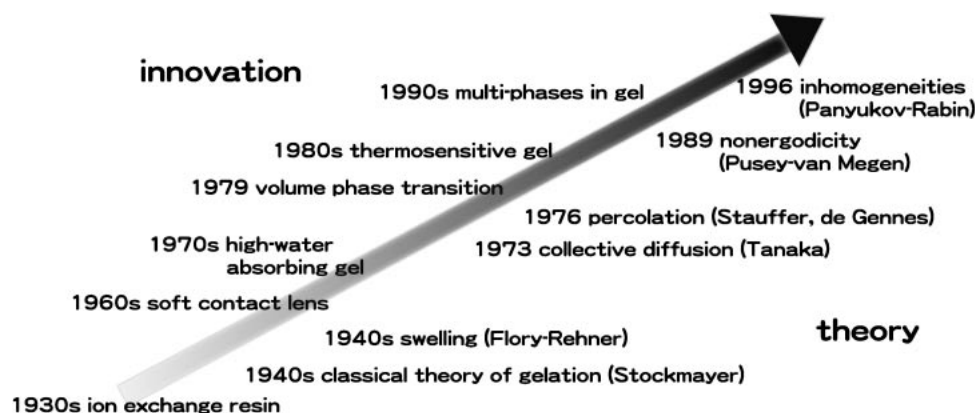 innovation
1990s multi-phases in gel
1996 inhomogeneities
(Panyukov-Rabin)
1980s thermosensitive gel
1989 nonergodicity
(Pusey-van Megen)
1979 volume phase transition
1976 percolation (Stauffer, de Gennes)
1970s high-water
absorbing gel
1973 collective diffusion (Tanaka)
1960s soft contact lens
1940s swelling (Flory-Rehner)
theory
1940s classical theory of gelation (Stockmayer)
1930s ion exchange resin